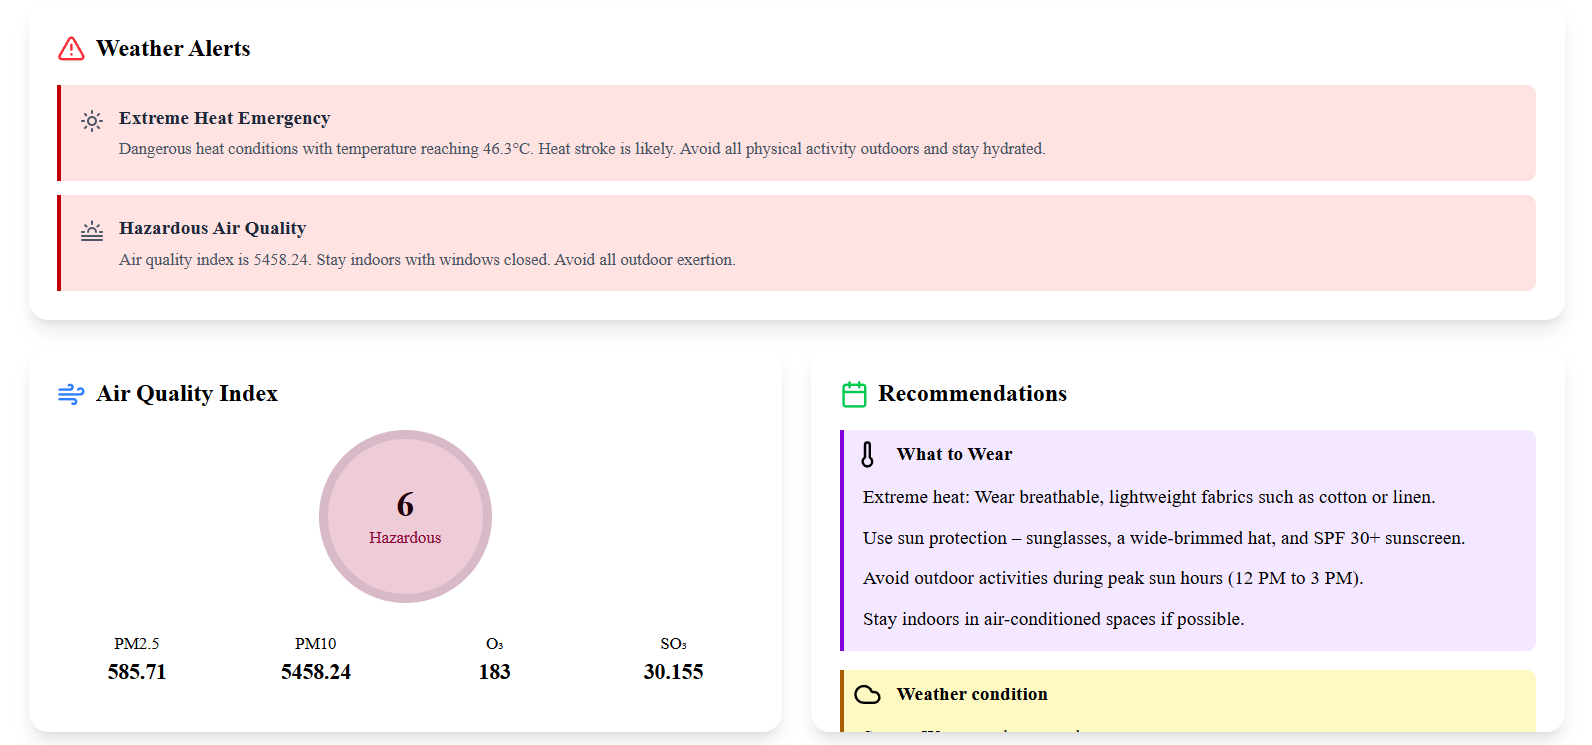 Weather Alerts
Extreme Heat Emergency
Dangerous heat conditions with temperature reaching 46.3°C. Heat stroke is likely. Avoid all physical activity outdoors and stay hydrated.
Hazardous Air Quality
Air quality index is 5458.24. Stay indoors with windows closed. Avoid all outdoor exertion.
Air Quality Index
6
Hazardous
PM2.5 PM10 O₃ SO₃
585.71 5458.24 183 30.155
Recommendations
What to Wear
Extreme heat: Wear breathable, lightweight fabrics such as cotton or linen.
Use sun protection – sunglasses, a wide-brimmed hat, and SPF 30+ sunscreen.
Avoid outdoor activities during peak sun hours (12 PM to 3 PM).
Stay indoors in air-conditioned spaces if possible.
Weather condition